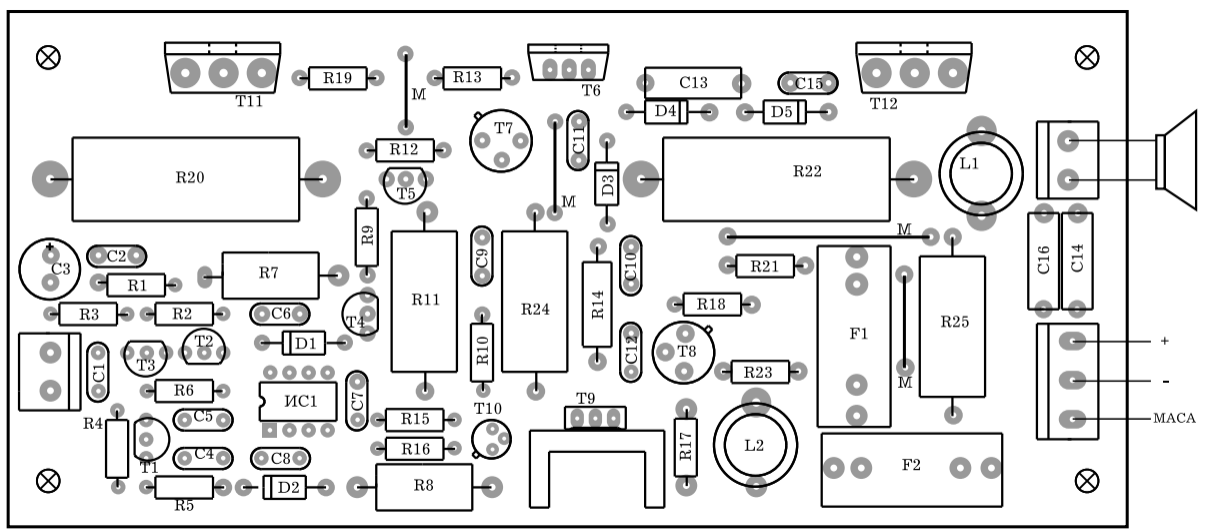 T11
R19
M
R13
T6
C13
C15
T12
D4
D5
T7
C11
R12
L1
R20
T5
D3
R22
M
M
R9
C9
C10
C16
C14
C3
C2
R1
R7
R21
R11
R24
R14
R18
R3
R2
C6
T4
F1
R25
T2
D1
T8
+
T3
R10
C12
C1
R23
-
M
R6
ИС1
C7
T9
R4
C5
R15
T10
MACA
R17
L2
R16
T1
C4
C8
F2
R5
D2
R8